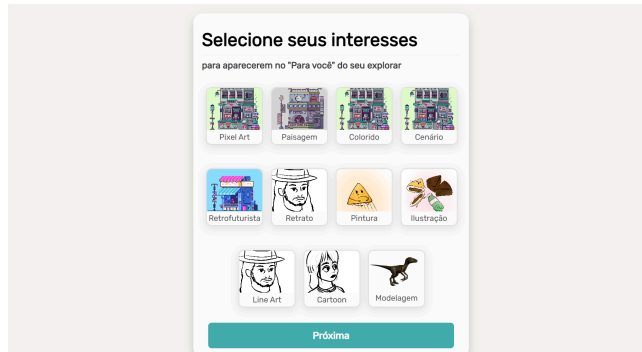 Selecione seus interesses
para aparecerem no "Para você" do seu explorar
Pixel Art
Paisagem
Colorido
Cenário
Retrofuturista
Retrato
Pintura
Ilustração
Line Art
Cartoon
Modelagem
Próxima